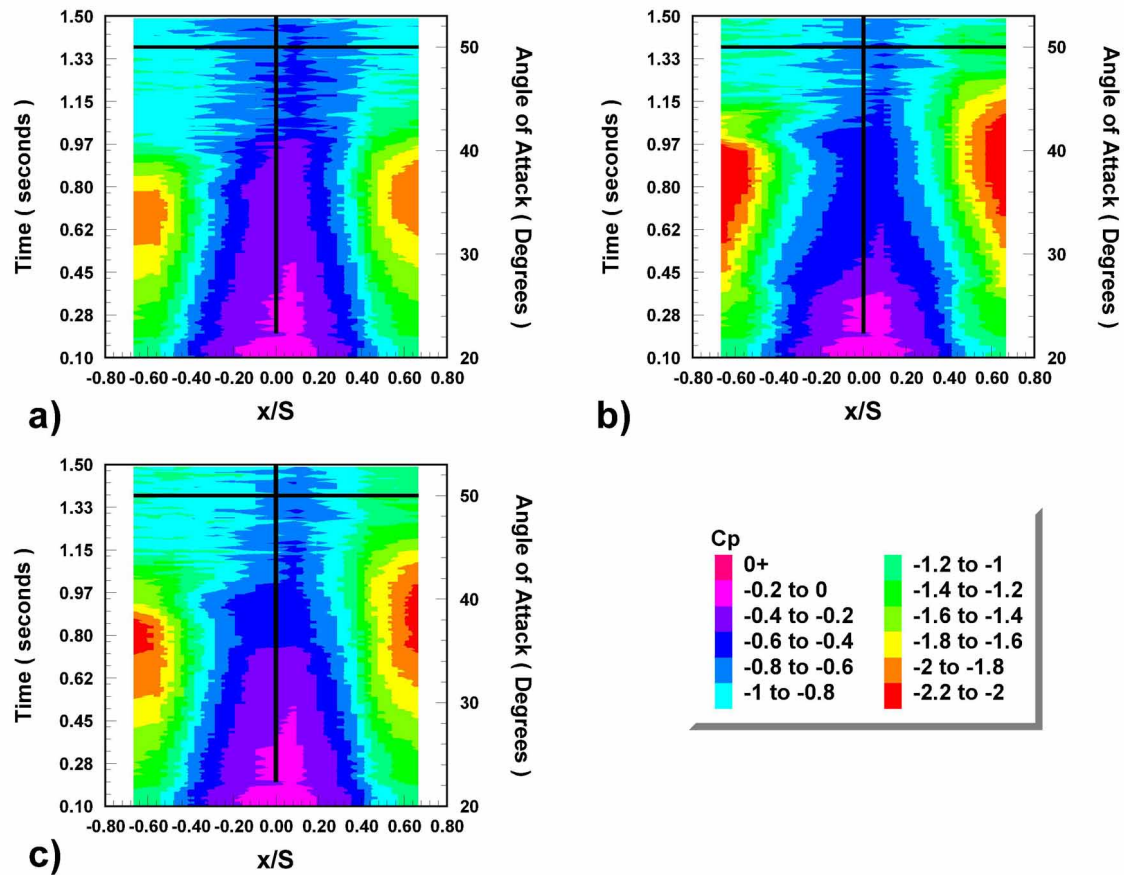 1.50
1.33
1.15
0.97
0.80
0.62
0.45
0.28
0.10
Time ( seconds )
50
40
30
20
Angle of Attack ( Degrees )
-0.80 -0.60 -0.40 -0.20 0.00 0.20 0.40 0.60 0.80
x/S
a)
1.50
1.33
1.15
0.97
0.80
0.62
0.45
0.28
0.10
Time ( seconds )
50
40
30
20
Angle of Attack ( Degrees )
-0.80 -0.60 -0.40 -0.20 0.00 0.20 0.40 0.60 0.80
x/S
b)
1.50
1.33
1.15
0.97
0.80
0.62
0.45
0.28
0.10
Time ( seconds )
50
40
30
20
Angle of Attack ( Degrees )
-0.80 -0.60 -0.40 -0.20 0.00 0.20 0.40 0.60 0.80
x/S
c)
Cp
0+
-0.2 to 0
-0.4 to -0.2
-0.6 to -0.4
-0.8 to -0.6
-1 to -0.8
-1.2 to -1
-1.4 to -1.2
-1.6 to -1.4
-1.8 to -1.6
-2 to -1.8
-2.2 to -2